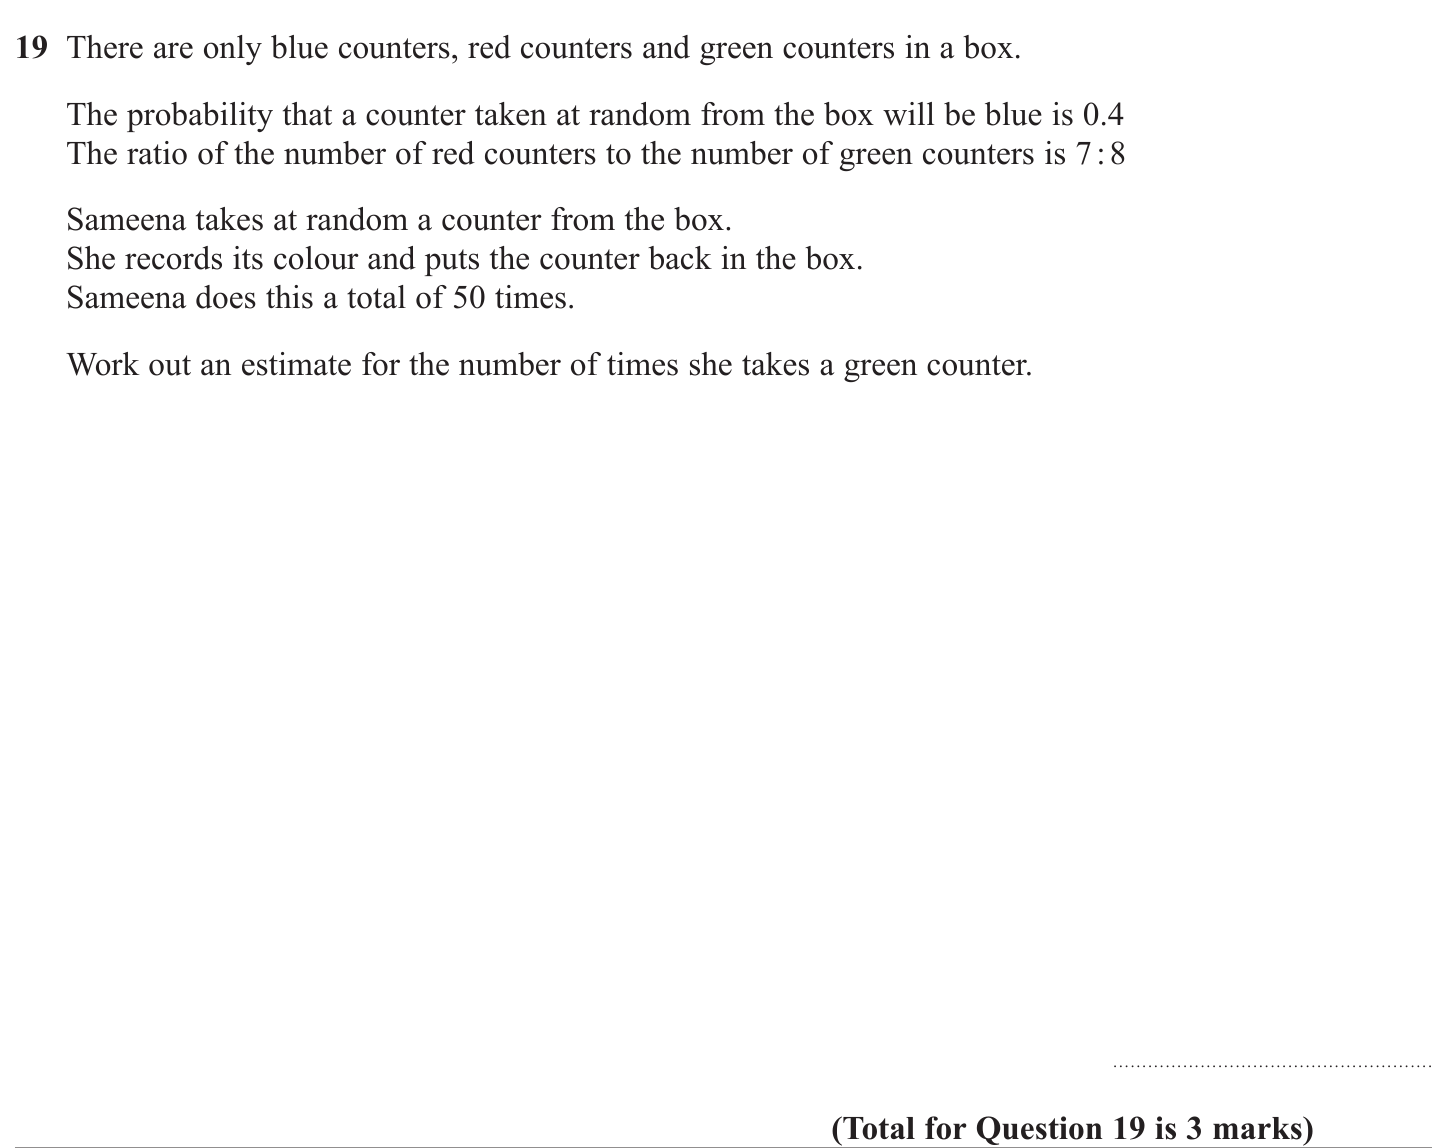 19 There are only blue counters, red counters and green counters in a box.
The probability that a counter taken at random from the box will be blue is 0.4
The ratio of the number of red counters to the number of green counters is 7 : 8
Sameena takes at random a counter from the box.
She records its colour and puts the counter back in the box.
Sameena does this a total of 50 times.
Work out an estimate for the number of times she takes a green counter.
(Total for Question 19 is 3 marks)